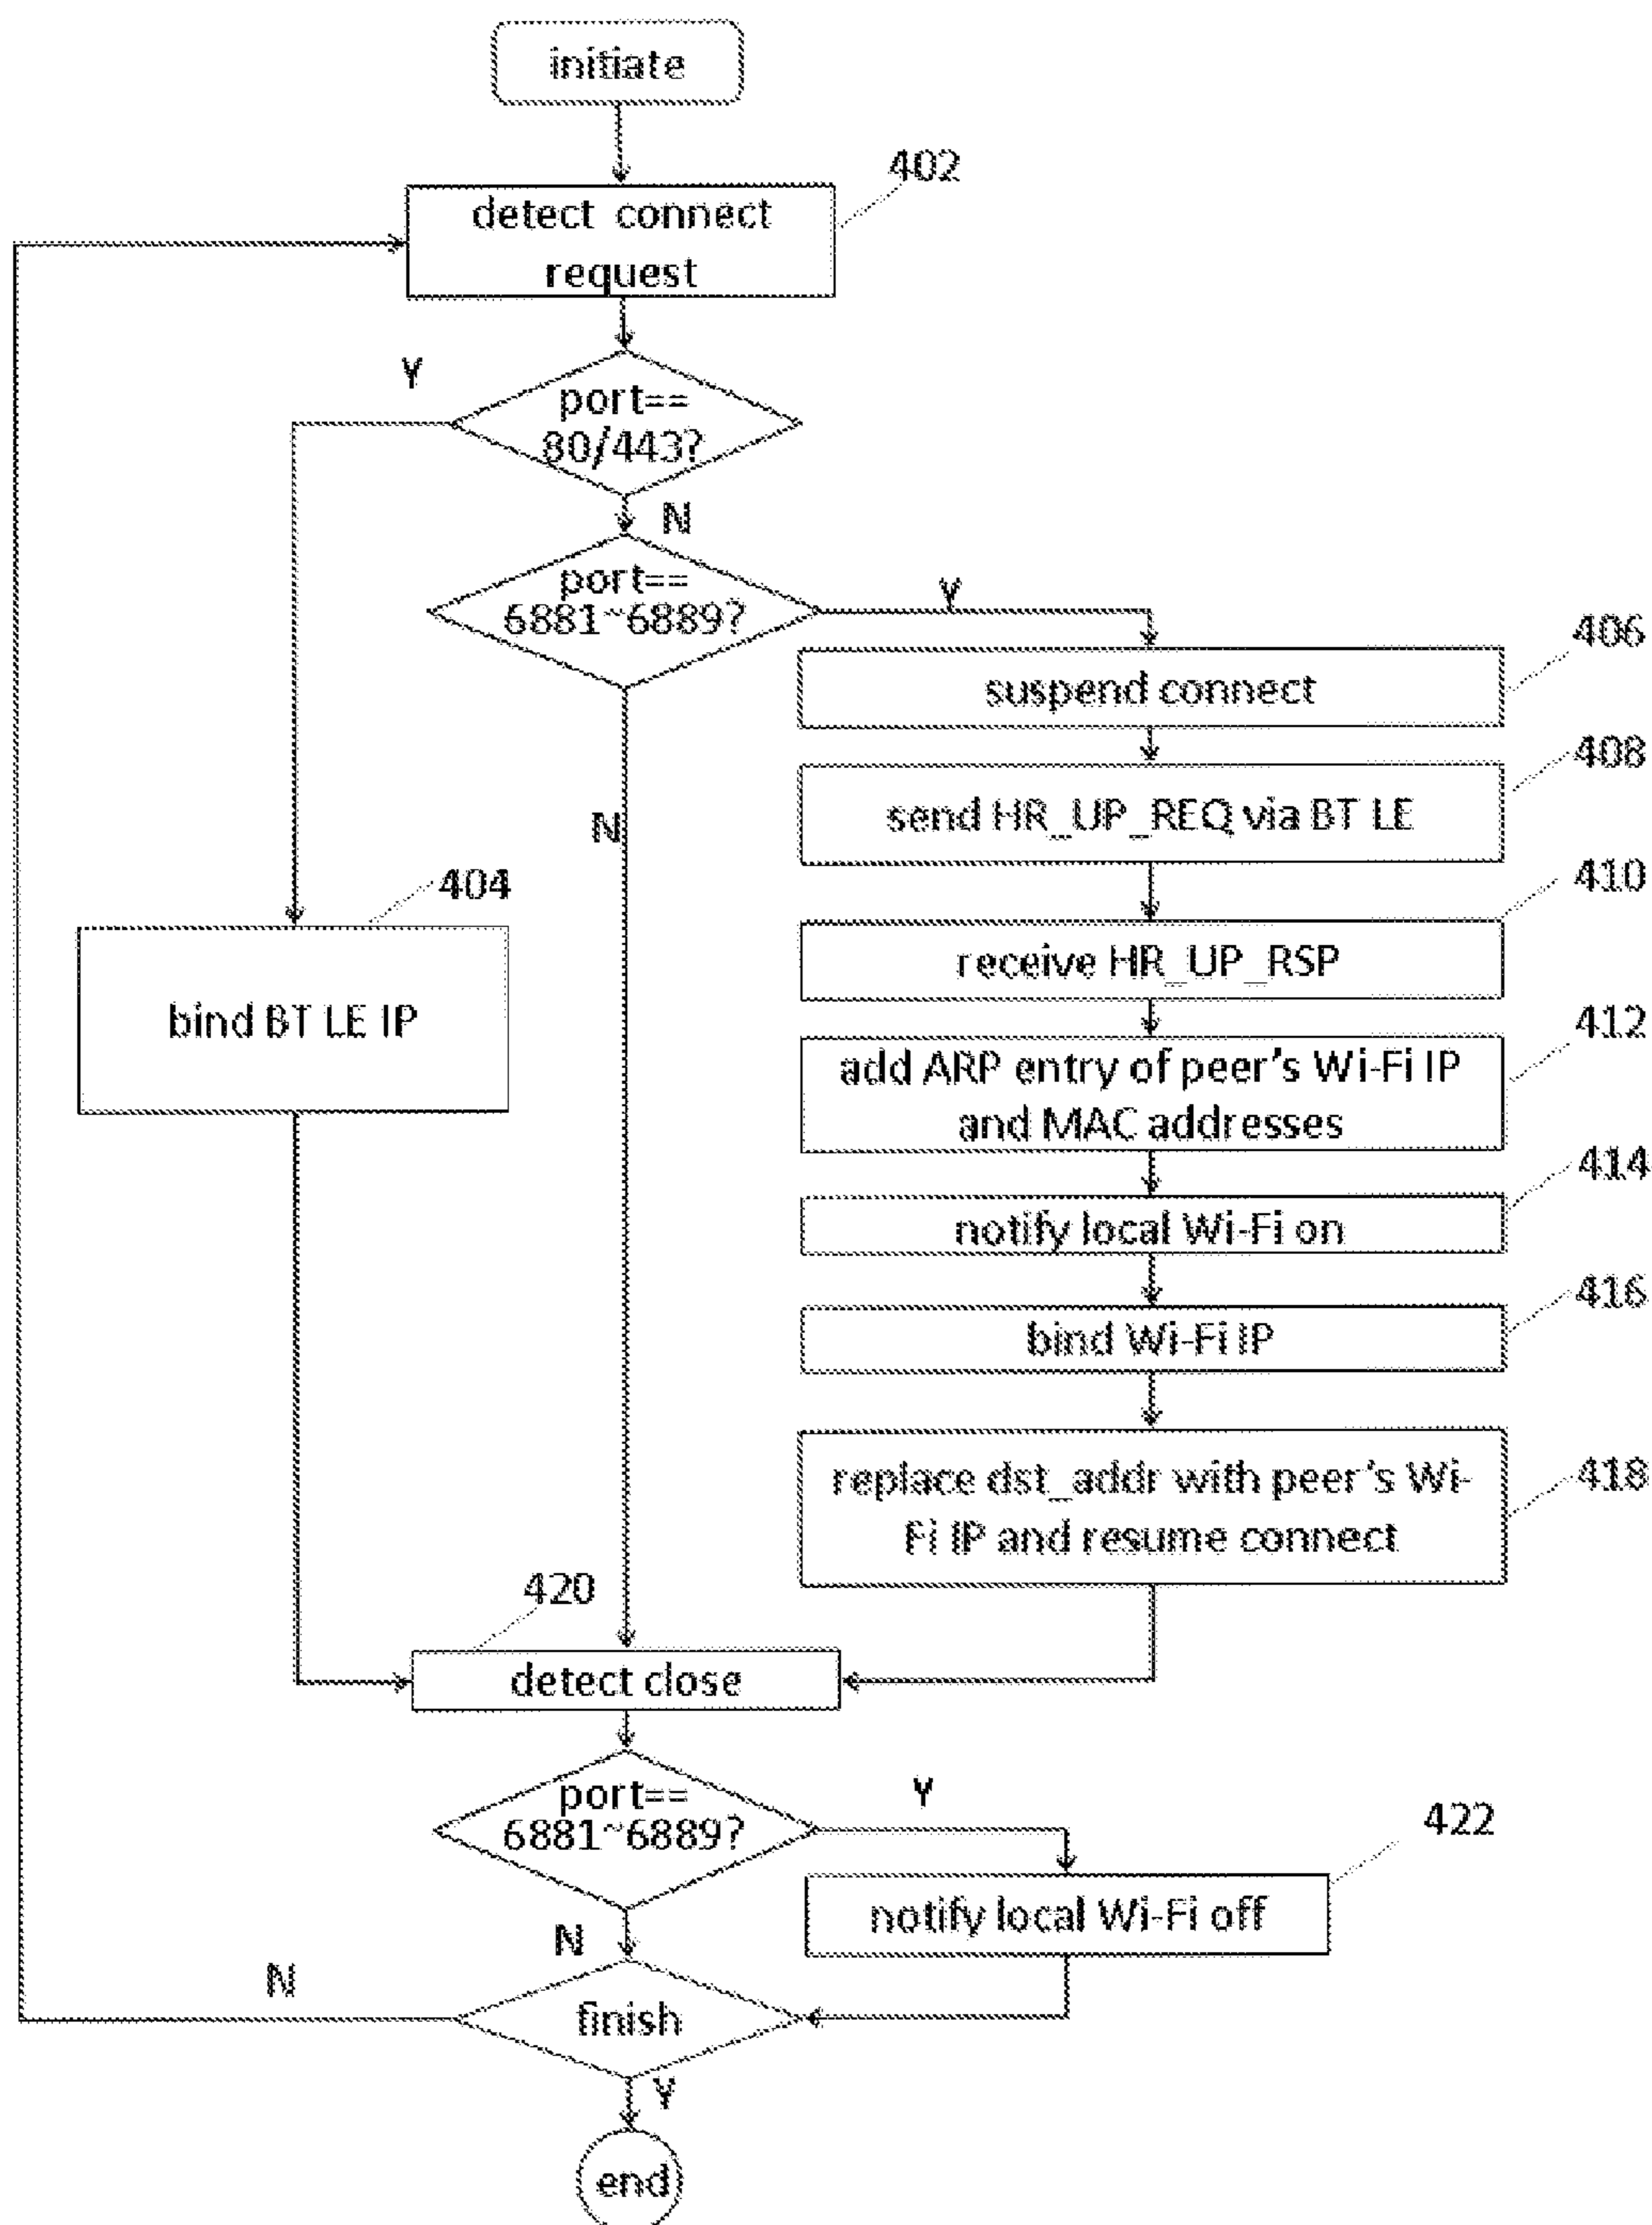 initiate
402
detect connect
request
Y
port==
80/443?
N
port==
6881~6889?
Y
406
suspend connect
408
send HR_UP_REQ via BT LE
N
404
410
receive HR_UP_RSP
bind BT LE IP
412
add ARP entry of peer's Wi-Fi IP
and MAC addresses
414
notify local Wi-Fi on
416
bind Wi-Fi IP
418
replace dst_addr with peer's Wi-
Fi IP and resume connect
420
detect close
port==
6881~6889?
Y
422
notify local Wi-Fi off
N
N
finish
Y
end